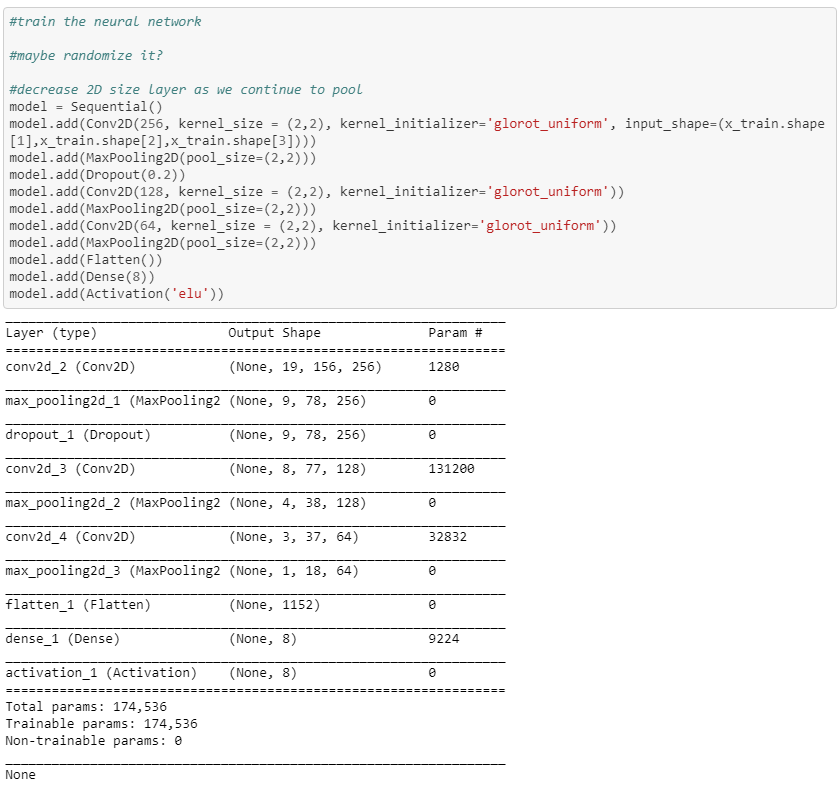 #train the neural network
#maybe randomize it?
#decrease 2D size layer as we continue to pool
model = Sequential()
model.add(Conv2D(256, kernel_size = (2,2), kernel_initializer='glorot_uniform', input_shape=(x_train.shape
[1],x_train.shape[2],x_train.shape[3])))
model.add(MaxPooling2D(pool_size=(2,2)))
model.add(Dropout(0.2))
model.add(Conv2D(128, kernel_size = (2,2), kernel_initializer='glorot_uniform'))
model.add(MaxPooling2D(pool_size=(2,2)))
model.add(Conv2D(64, kernel_size = (2,2), kernel_initializer='glorot_uniform'))
model.add(MaxPooling2D(pool_size=(2,2)))
model.add(Flatten())
model.add(Dense(8))
model.add(Activation('elu'))
_________________________________________________________________
Layer (type)                 Output Shape              Param #
=================================================================
conv2d_2 (Conv2D)            (None, 19, 156, 256)      1280
_________________________________________________________________
max_pooling2d_1 (MaxPooling2 (None, 9, 78, 256)        0
_________________________________________________________________
dropout_1 (Dropout)          (None, 9, 78, 256)        0
_________________________________________________________________
conv2d_3 (Conv2D)            (None, 8, 77, 128)        131200
_________________________________________________________________
max_pooling2d_2 (MaxPooling2 (None, 4, 38, 128)        0
_________________________________________________________________
conv2d_4 (Conv2D)            (None, 3, 37, 64)         32832
_________________________________________________________________
max_pooling2d_3 (MaxPooling2 (None, 1, 18, 64)         0
_________________________________________________________________
flatten_1 (Flatten)          (None, 1152)              0
_________________________________________________________________
dense_1 (Dense)              (None, 8)                 9224
_________________________________________________________________
activation_1 (Activation)    (None, 8)                 0
=================================================================
Total params: 174,536
Trainable params: 174,536
Non-trainable params: 0
_________________________________________________________________
None